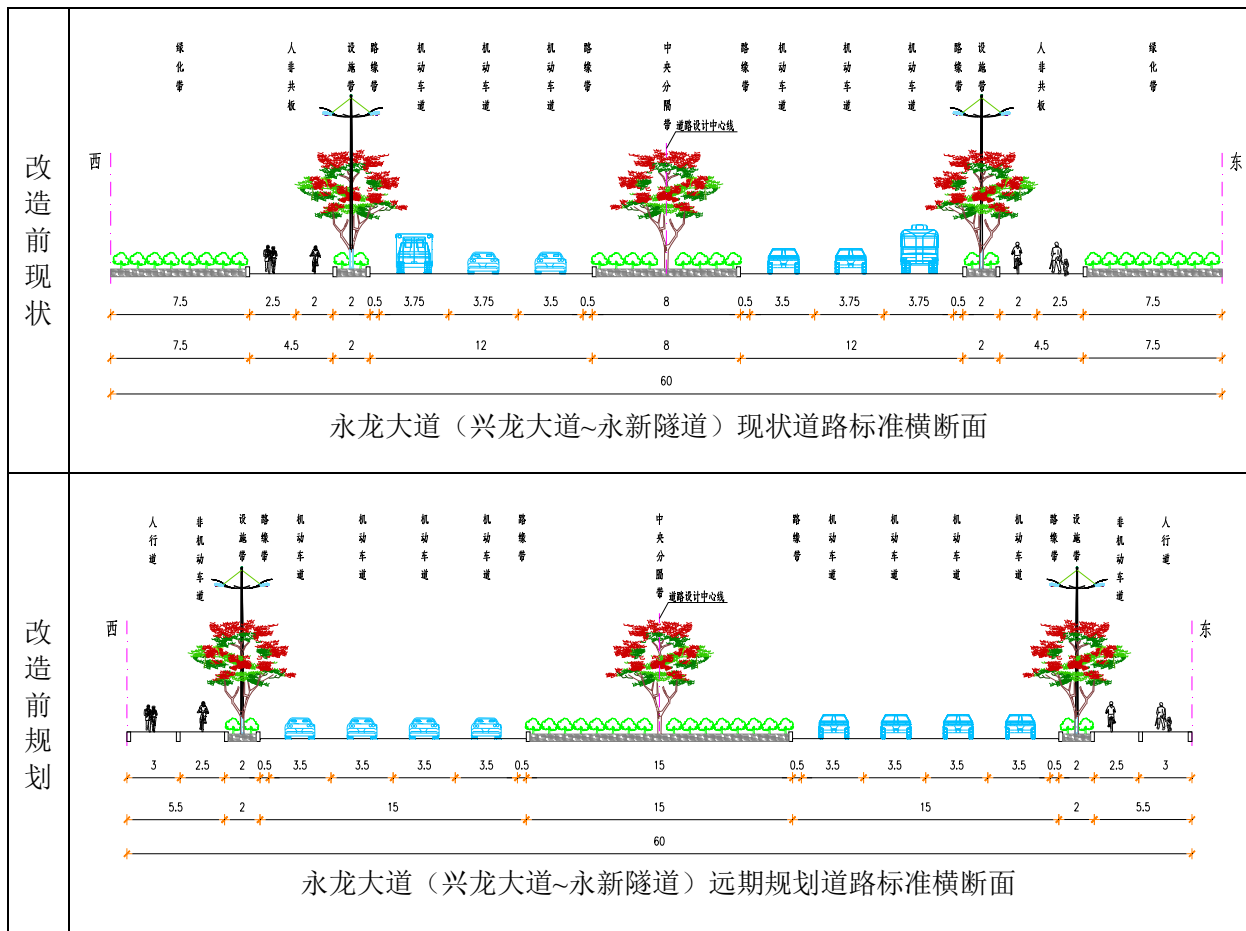 改造前现状
绿化带
人非共板
设施带
路缘带
机动车道
机动车道
机动车道
路缘带
中央分隔带
路缘带
机动车道
机动车道
机动车道
路缘带
设施带
人非共板
绿化带
道路设计中心线
西
东
7.5 2.5 2 2 0.5 3.75 3.75 3.5 0.5 8 0.5 3.5 3.75 3.75 0.5 2 2 2.5 7.5
7.5 4.5 2 12 8 12 2 4.5 7.5
60
永龙大道（兴龙大道~永新隧道）现状道路标准横断面
改造前规划
人行道
非机动车道
设施带
路缘带
机动车道
机动车道
机动车道
机动车道
路缘带
中央分隔带
路缘带
机动车道
机动车道
机动车道
机动车道
路缘带
设施带
非机动车道
人行道
道路设计中心线
西
东
3 2.5 2 0.5 3.5 3.5 3.5 3.5 0.5 15 0.5 3.5 3.5 3.5 3.5 0.5 2 2.5 3
5.5 2 15 15 15 2 5.5
60
永龙大道（兴龙大道~永新隧道）远期规划道路标准横断面